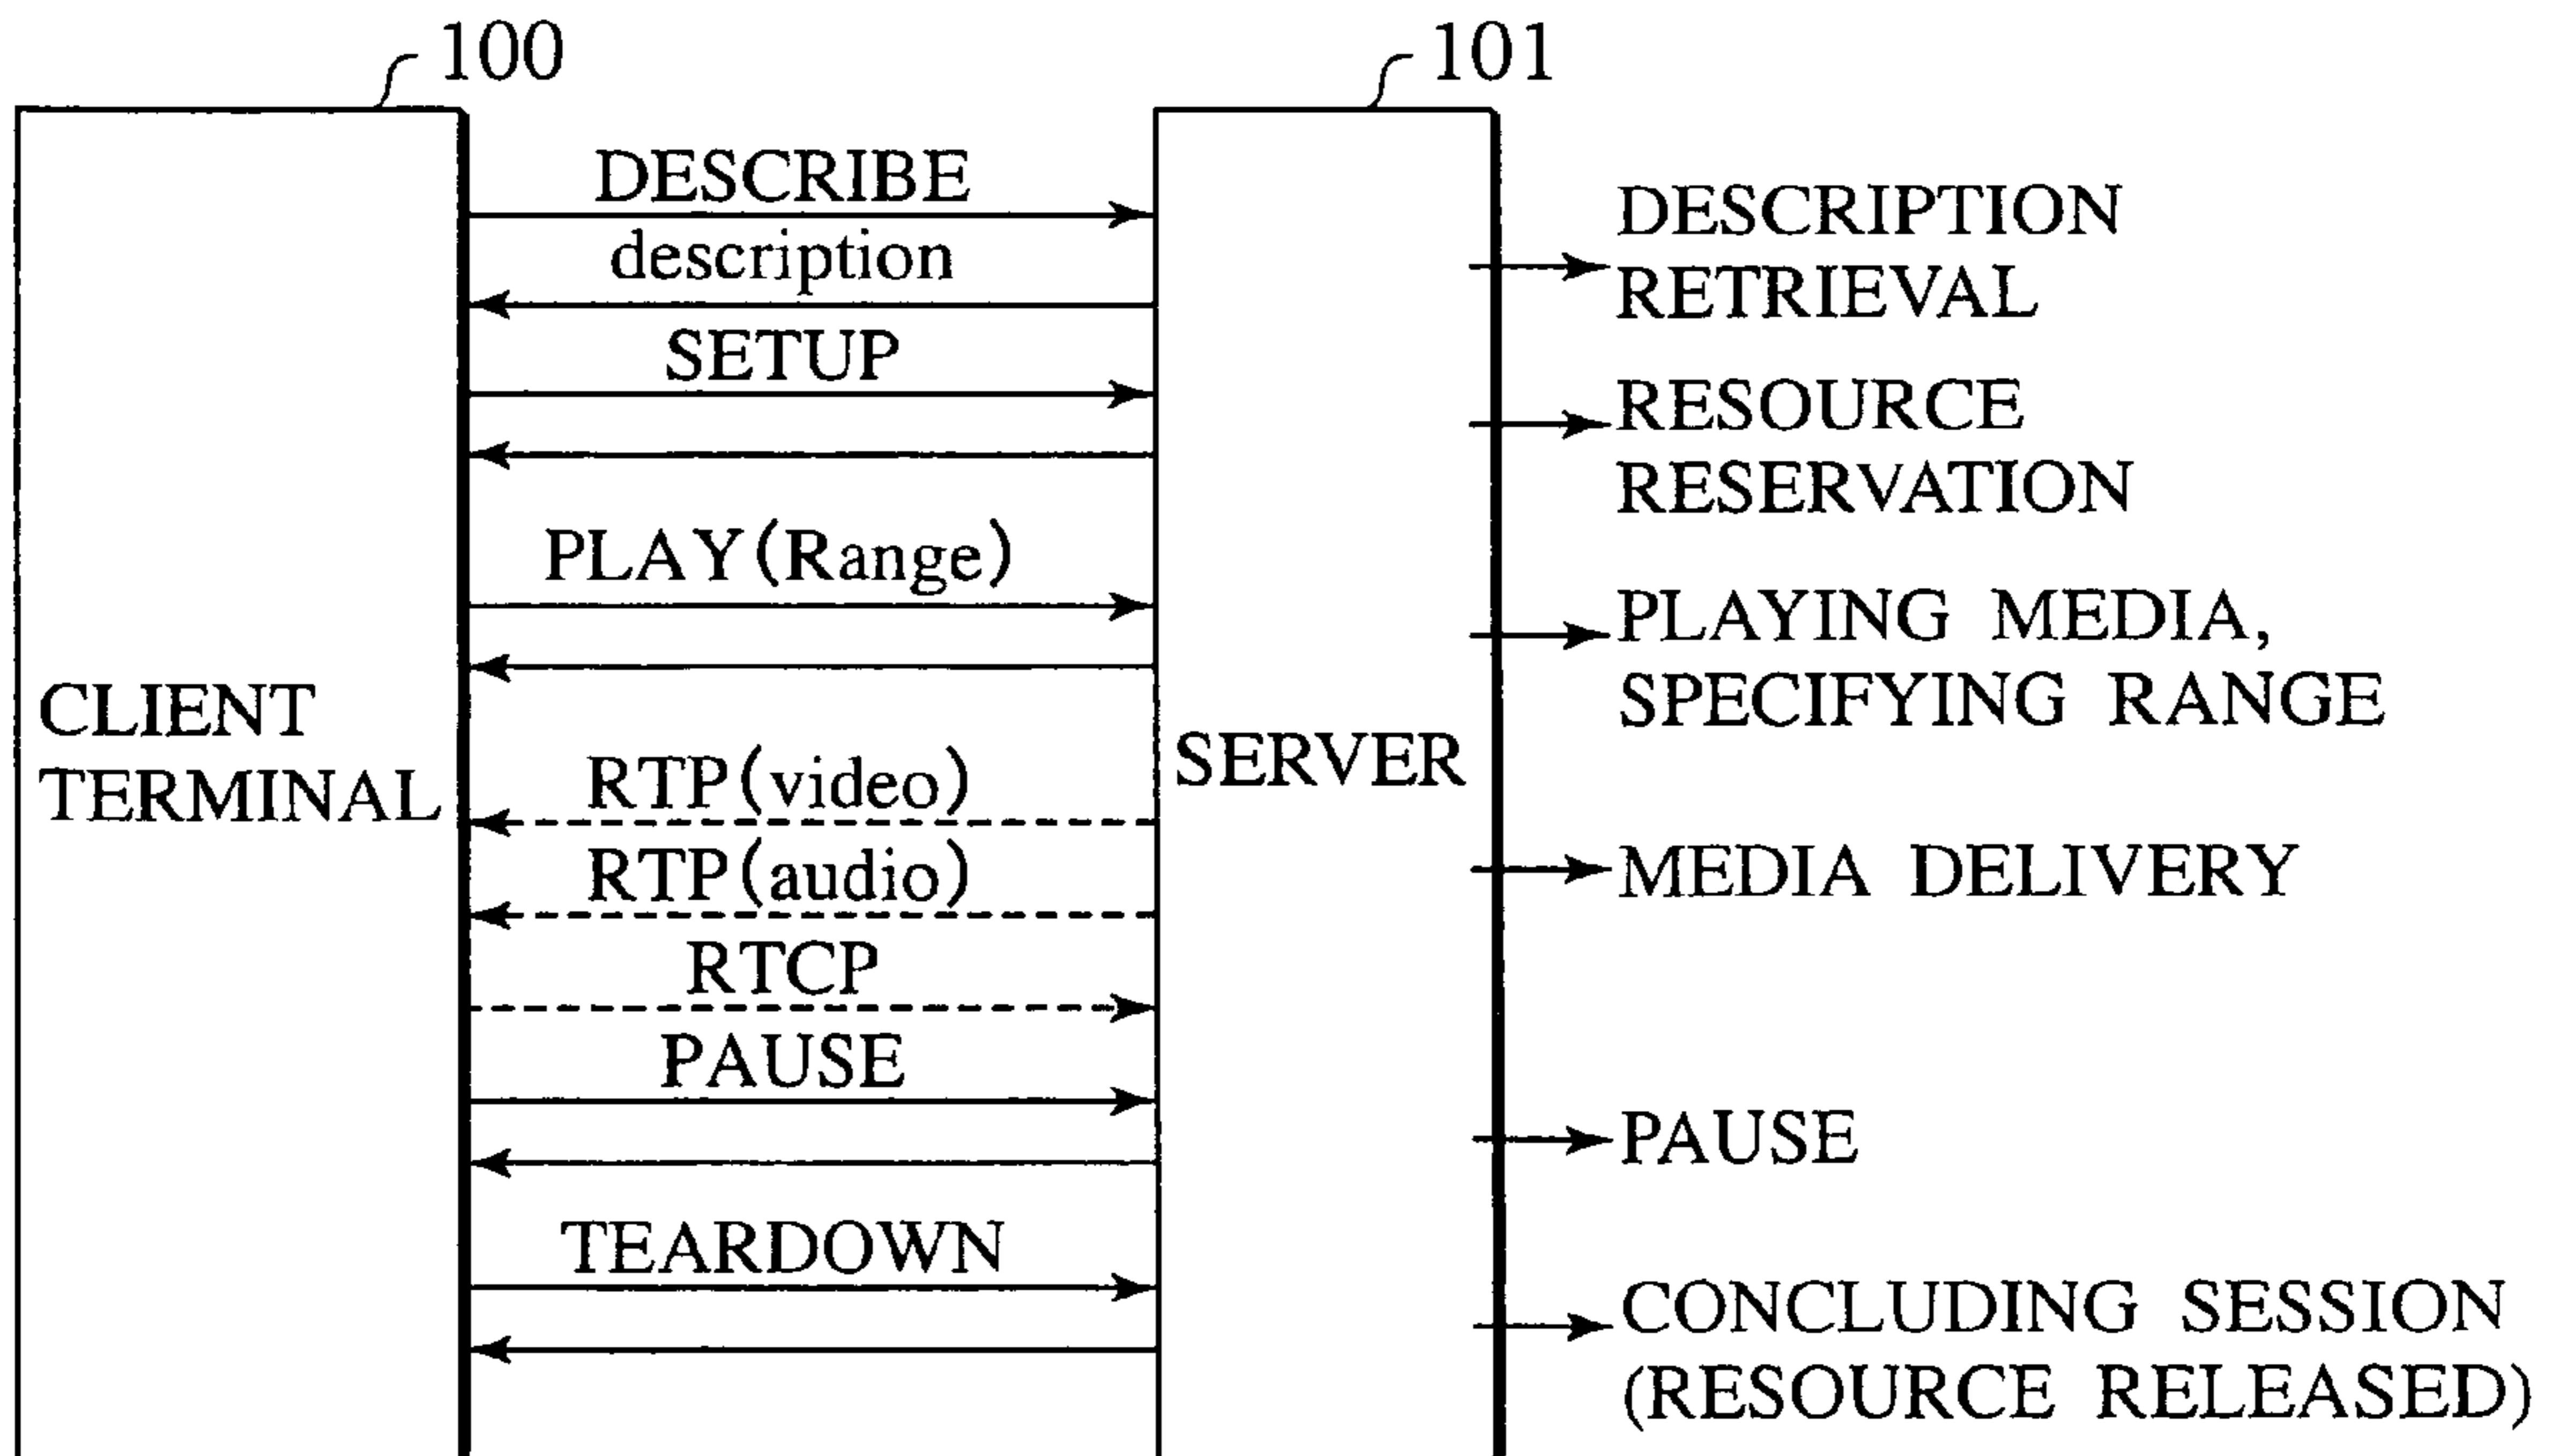 100
101
DESCRIBE
description
SETUP
PLAY(Range)
CLIENT
TERMINAL
RTP(video)
RTP(audio)
RTCP
PAUSE
TEARDOWN
SERVER
DESCRIPTION
RETRIEVAL
RESOURCE
RESERVATION
PLAYING MEDIA,
SPECIFYING RANGE
MEDIA DELIVERY
PAUSE
CONCLUDING SESSION
(RESOURCE RELEASED)